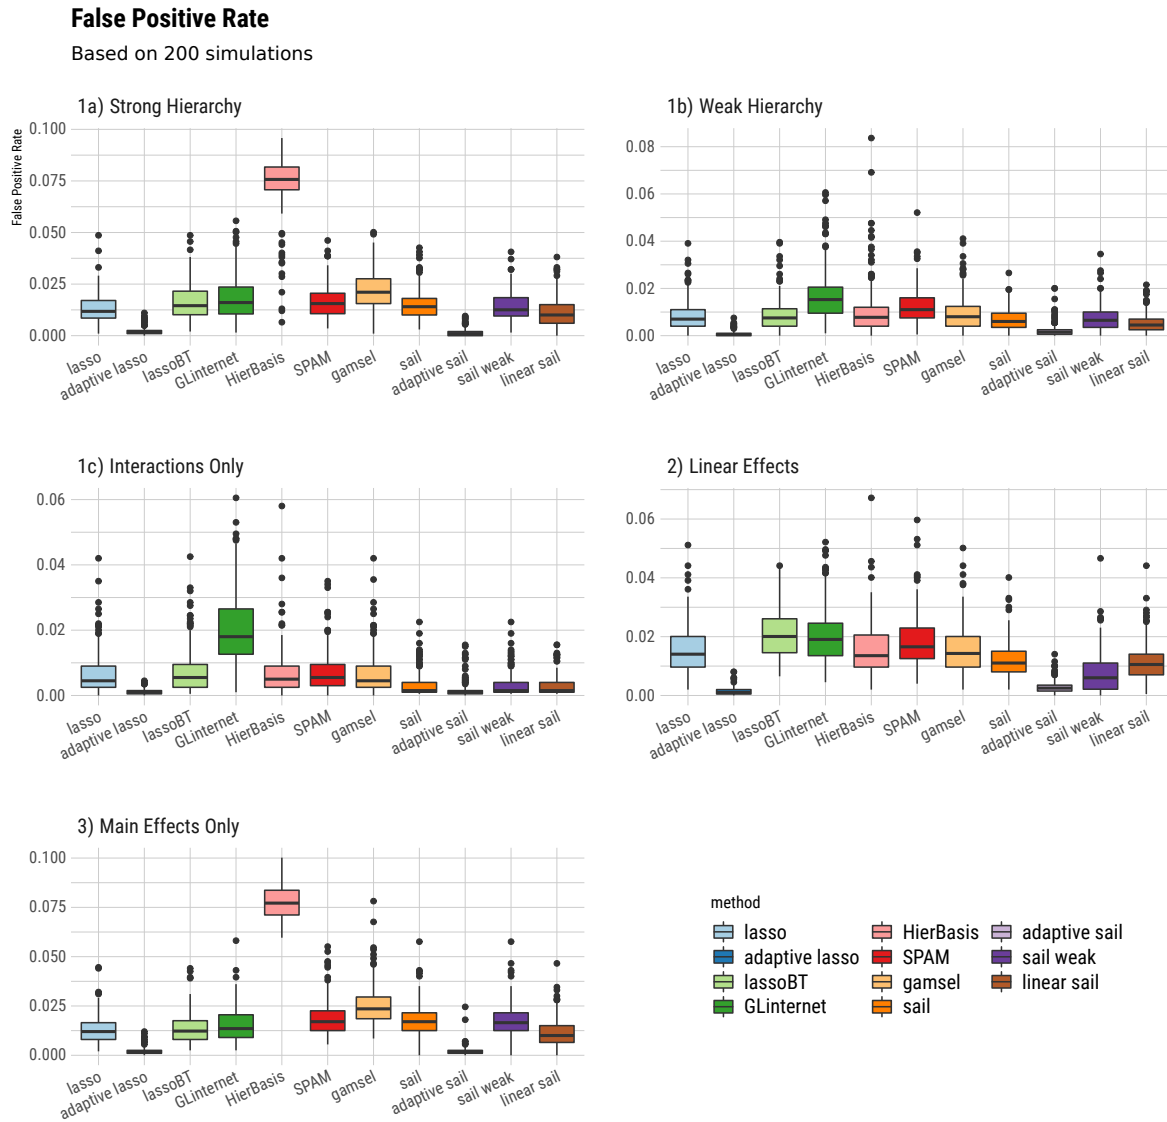 False Positive Rate
Based on 200 simulations
1a) Strong Hierarchy
False Positive Rate
0.100
0.075
0.050
0.025
0.000
lasso
adaptive lasso
lassoBT
GLinternet
HierBasis
SPAM
gamsel
sail
adaptive sail
sail weak
linear sail
1b) Weak Hierarchy
0.08
0.06
0.04
0.02
0.00
lasso
adaptive lasso
lassoBT
GLinternet
HierBasis
SPAM
gamsel
sail
adaptive sail
sail weak
linear sail
1c) Interactions Only
0.06
0.04
0.02
0.00
lasso
adaptive lasso
lassoBT
GLinternet
HierBasis
SPAM
gamsel
sail
adaptive sail
sail weak
linear sail
2) Linear Effects
0.06
0.04
0.02
0.00
lasso
adaptive lasso
lassoBT
GLinternet
HierBasis
SPAM
gamsel
sail
adaptive sail
sail weak
linear sail
3) Main Effects Only
0.100
0.075
0.050
0.025
0.000
lasso
adaptive lasso
lassoBT
GLinternet
HierBasis
SPAM
gamsel
sail
adaptive sail
sail weak
linear sail
method
lasso
adaptive lasso
lassoBT
GLinternet
HierBasis
SPAM
gamsel
sail
adaptive sail
sail weak
linear sail